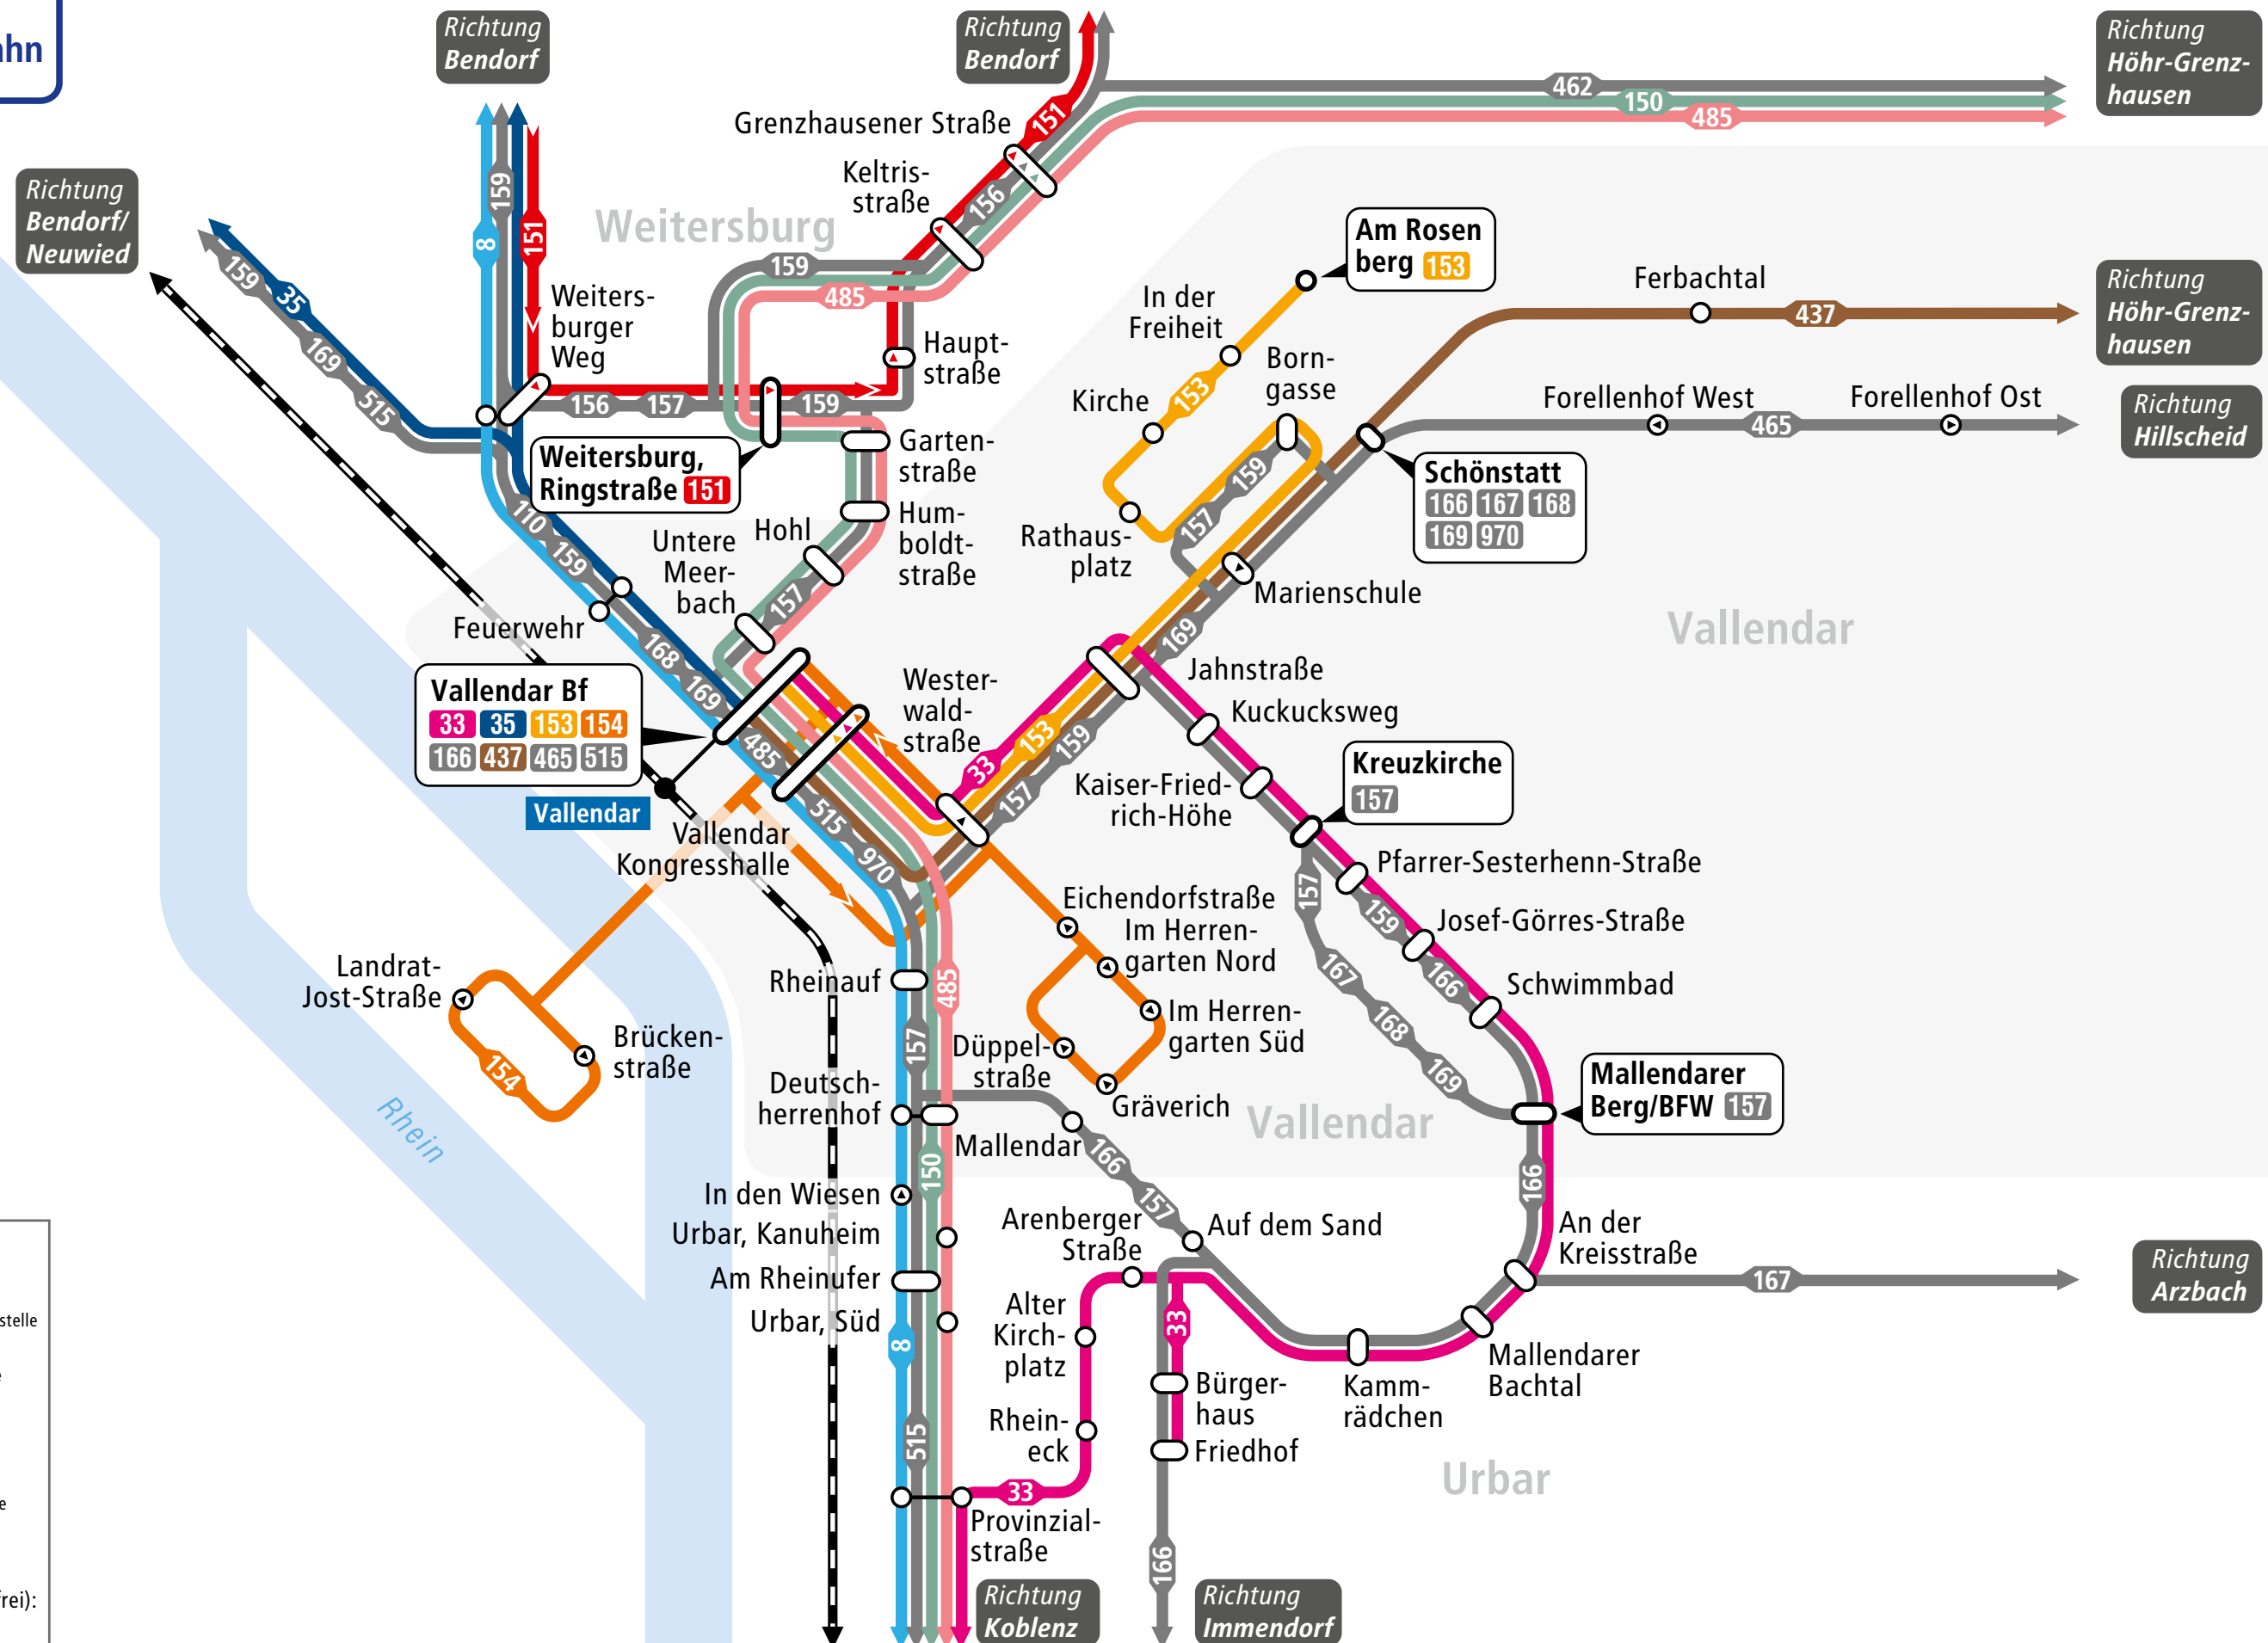 Richtung
Bendorf
Richtung
Bendorf
Richtung
Höhr-Grenz-
hausen
462
150
485
Grenzhausener Straße
151
Keltris-
straße
156
Richtung
Bendorf/
Neuwied
159
8
151
Weitersburg
159
35
169
515
159
485
Weiters-
burger
Weg
Haupt-
straße
156
157
159
Am Rosen
berg 153
In der
Freiheit
Born-
gasse
Kirche
153
Ferbachtal
437
Richtung
Höhr-Grenz-
hausen
Forellenhof West
465
Forellenhof Ost
Richtung
Hillscheid
Weitersburg,
Ringstraße 151
Garten-
straße
Hum-
boldt-
straße
Hohl
Untere
Meer-
bach
157
110
159
Feuerwehr
168
169
Rathaus-
platz
157
159
Schönstatt
166 167 168
169 970
Marienschule
169
Vallendar
Vallendar Bf
33 35 153 154
166 437 465 515
Vallendar
Vallendar
Kongresshalle
485
515
970
Wester-
wald-
straße
33
153
157
159
Jahnstraße
Kuckucksweg
Kaiser-Fried-
rich-Höhe
Kreuzkirche
157
Pfarrer-Sesterhenn-Straße
157
159
Josef-Görres-Straße
166
167
168
169
Schwimmbad
Mallendarer
Berg/BFW 157
Eichendorfstraße
Im Herren-
garten Nord
Im Herren-
garten Süd
Düppel-
straße
Gräverich
Landrat-
Jost-Straße
Brücken-
straße
154
Rhein
Rheinauf
485
157
Deutsch-
herrenhof
Mallendar
Vallendar
166
157
150
In den Wiesen
Urbar, Kanuheim
Am Rheinufer
Urbar, Süd
8
515
Arenberger
Straße
Auf dem Sand
166
An der
Kreisstraße
167
Richtung
Arzbach
Alter
Kirch-
platz
33
Bürger-
haus
Kamm-
rädchen
Mallendarer
Bachtal
Rhein-
eck
Friedhof
Urbar
33
Provinzial-
straße
166
Richtung
Koblenz
Richtung
Immendorf